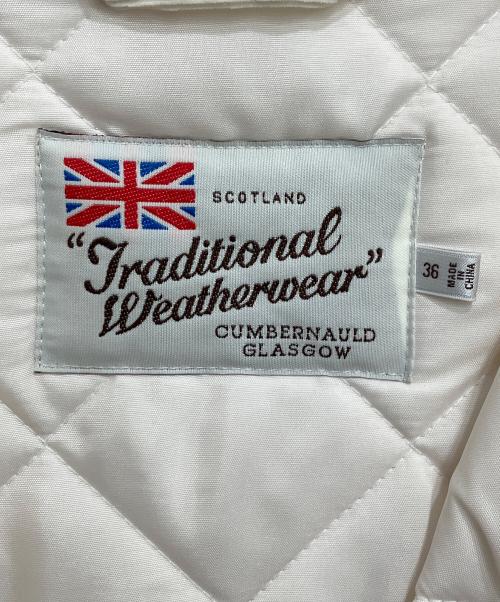 SCOTLAND
"Traditional
Weatherwear"
CUMBERNAULD
GLASGOW
36
MADE
IN
CHINA